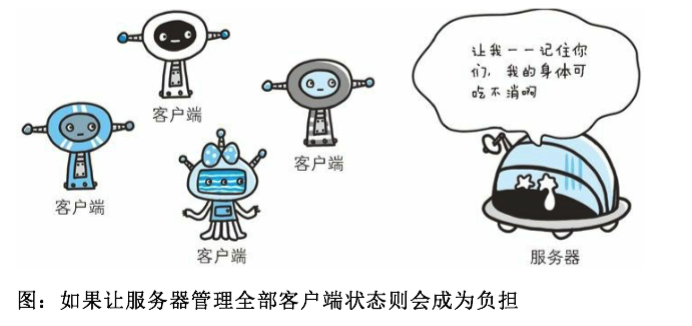 让我一一记住你
们，我的身体可
吃不消啊
客户端
客户端
客户端
客户端
服务器
图：如果让服务器管理全部客户端状态则会成为负担